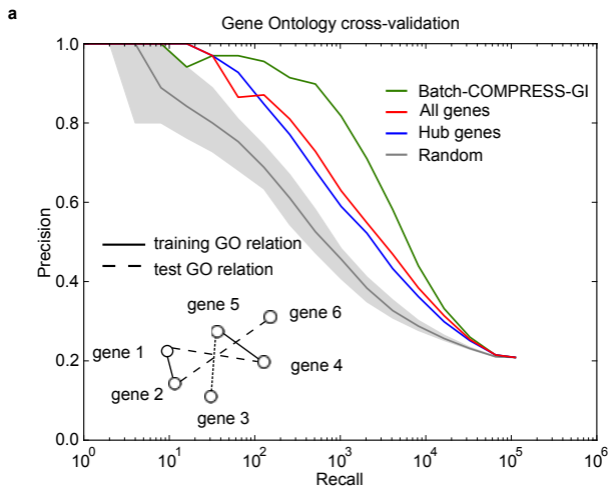 a
Gene Ontology cross-validation
Precision
1.0
0.8
0.6
0.4
0.2
0.0
Batch-COMPRESS-GI
All genes
Hub genes
Random
training GO relation
test GO relation
gene 5
gene 6
gene 1
gene 4
gene 2
gene 3
10^0 10^1 10^2 10^3 10^4 10^5 10^6
Recall